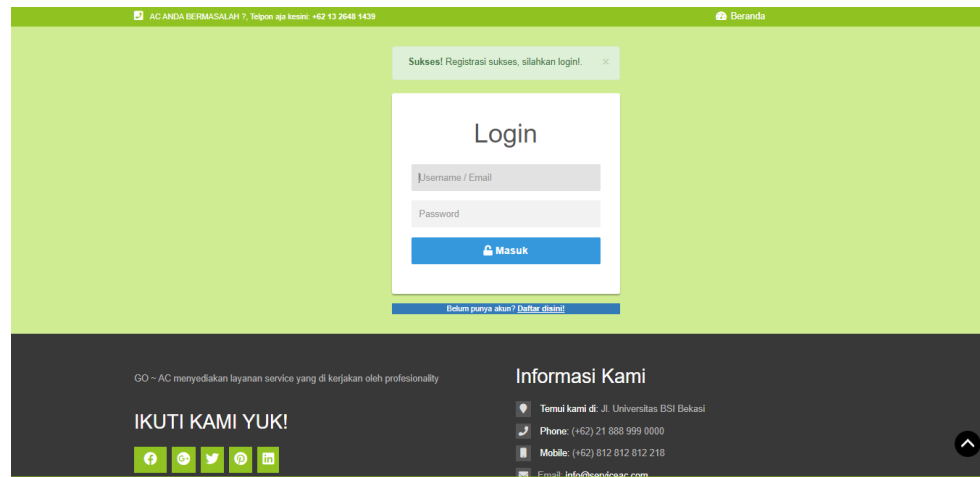 AC ANDA BERMASALAH ?, Telpon aja kesini: +62 13 2648 1439
Beranda
Sukses! Registrasi sukses, silahkan login!. ×
Login
Username / Email
Password
Masuk
Belum punya akun? Daftar disini!
GO ~ AC menyediakan layanan service yang di kerjakan oleh profesionality
IKUTI KAMI YUK!
Informasi Kami
Temui kami di: Jl. Universitas BSI Bekasi
Phone: (+62) 21 888 999 0000
Mobile: (+62) 812 812 812 218
Email: info@serviceac.com